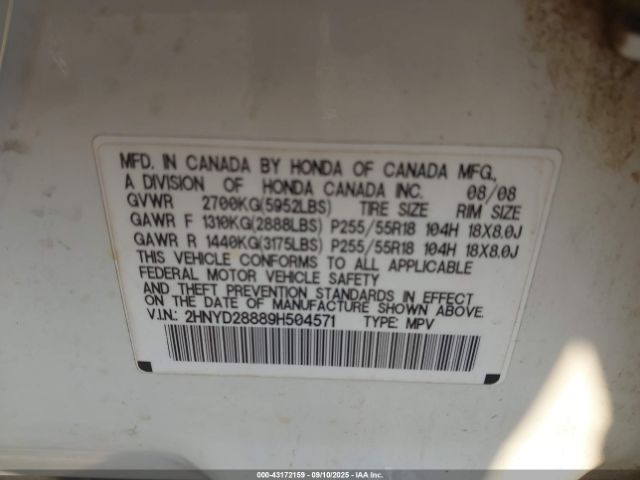 MFD. IN CANADA BY HONDA OF CANADA MFG.,
A DIVISION OF HONDA CANADA INC. 08/08
GVWR 2700KG(5952LBS) TIRE SIZE RIM SIZE
GAWR F 1310KG(2888LBS) P255/55R18 104H 18X8.0J
GAWR R 1440KG(3175LBS) P255/55R18 104H 18X8.0J
THIS VEHICLE CONFORMS TO ALL APPLICABLE
FEDERAL MOTOR VEHICLE SAFETY
AND THEFT PREVENTION STANDARDS IN EFFECT
ON THE DATE OF MANUFACTURE SHOWN ABOVE.
V.I.N.: 2HNYD28889H504571 TYPE: MPV
000-43172159 - 09/10/2025 - IAA Inc.